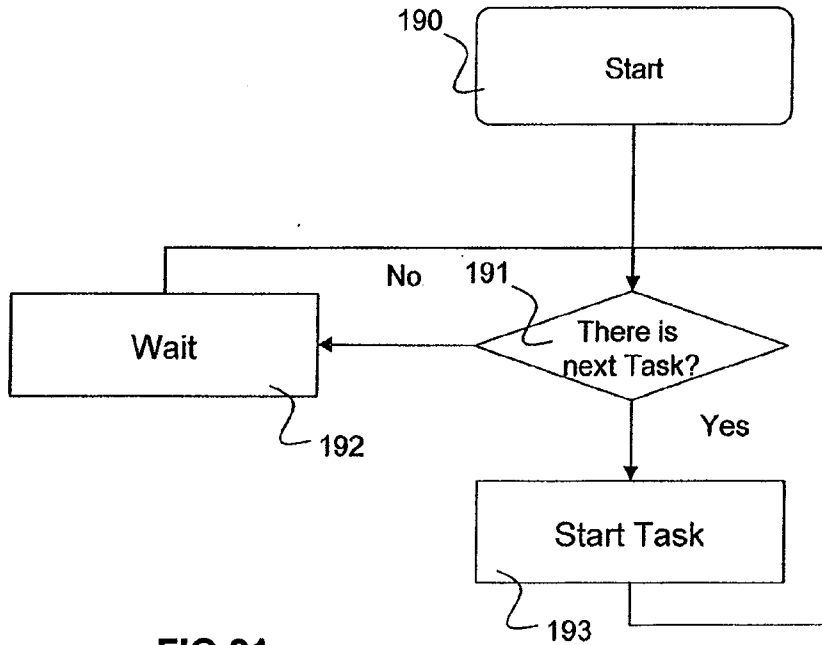 190
Start
No
191
There is
next Task?
Wait
192
Yes
Start Task
193